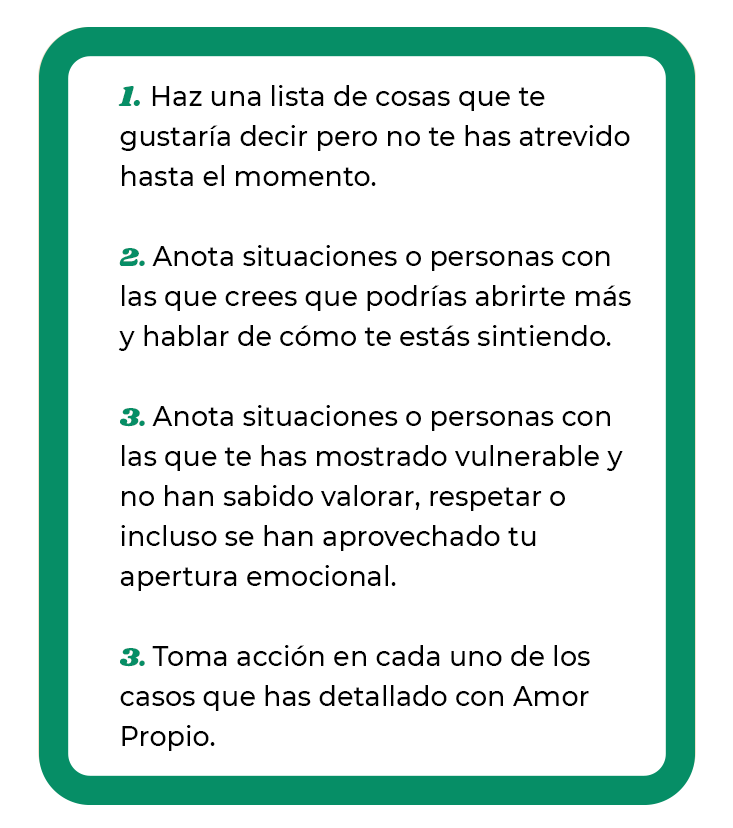 1. Haz una lista de cosas que te
gustaría decir pero no te has atrevido
hasta el momento.
2. Anota situaciones o personas con
las que crees que podrías abrirte más
y hablar de cómo te estás sintiendo.
3. Anota situaciones o personas con
las que te has mostrado vulnerable y
no han sabido valorar, respetar o
incluso se han aprovechado tu
apertura emocional.
3. Toma acción en cada uno de los
casos que has detallado con Amor
Propio.